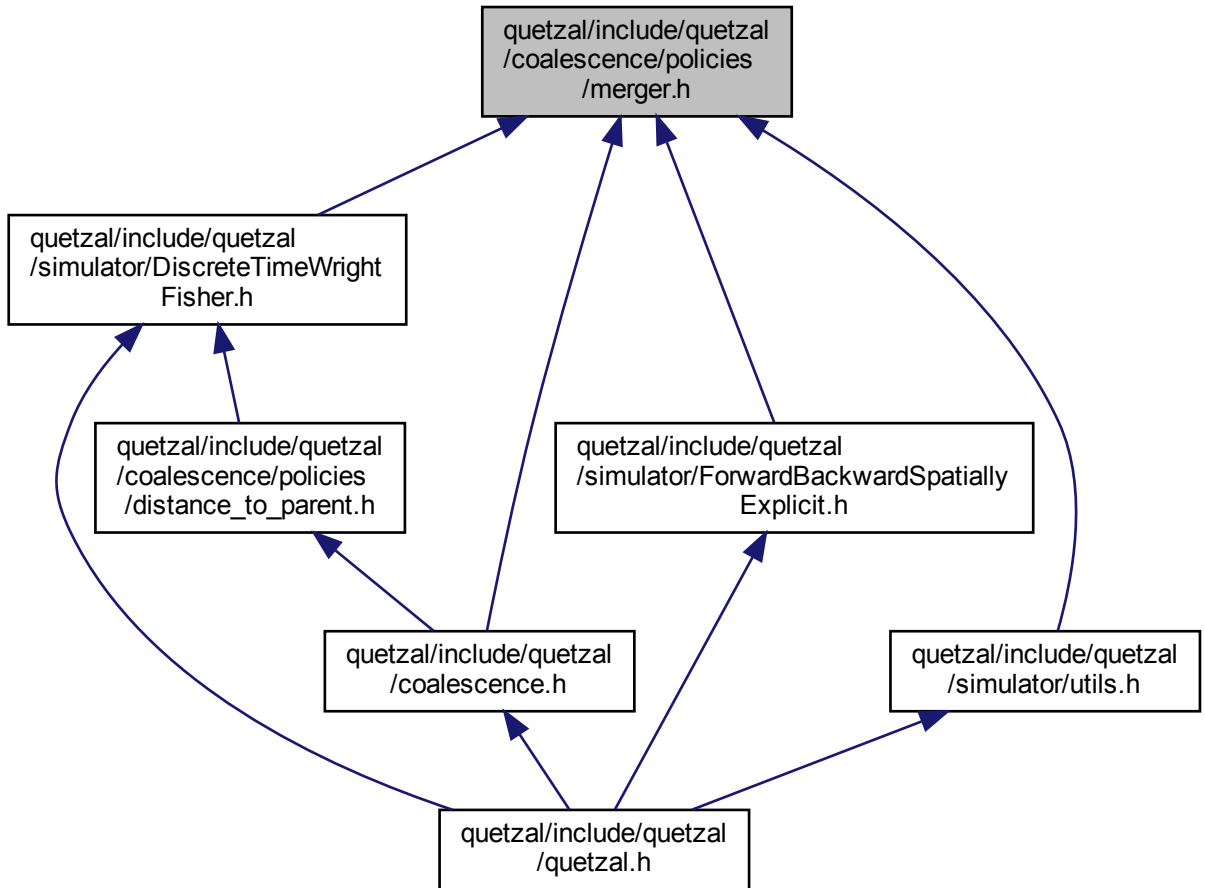 quetzal/include/quetzal
/coalescence/policies
/merger.h
quetzal/include/quetzal
/simulator/DiscreteTimeWright
Fisher.h
quetzal/include/quetzal
/coalescence/policies
/distance_to_parent.h
quetzal/include/quetzal
/simulator/ForwardBackwardSpatially
Explicit.h
quetzal/include/quetzal
/coalescence.h
quetzal/include/quetzal
/simulator/utils.h
quetzal/include/quetzal
/quetzal.h